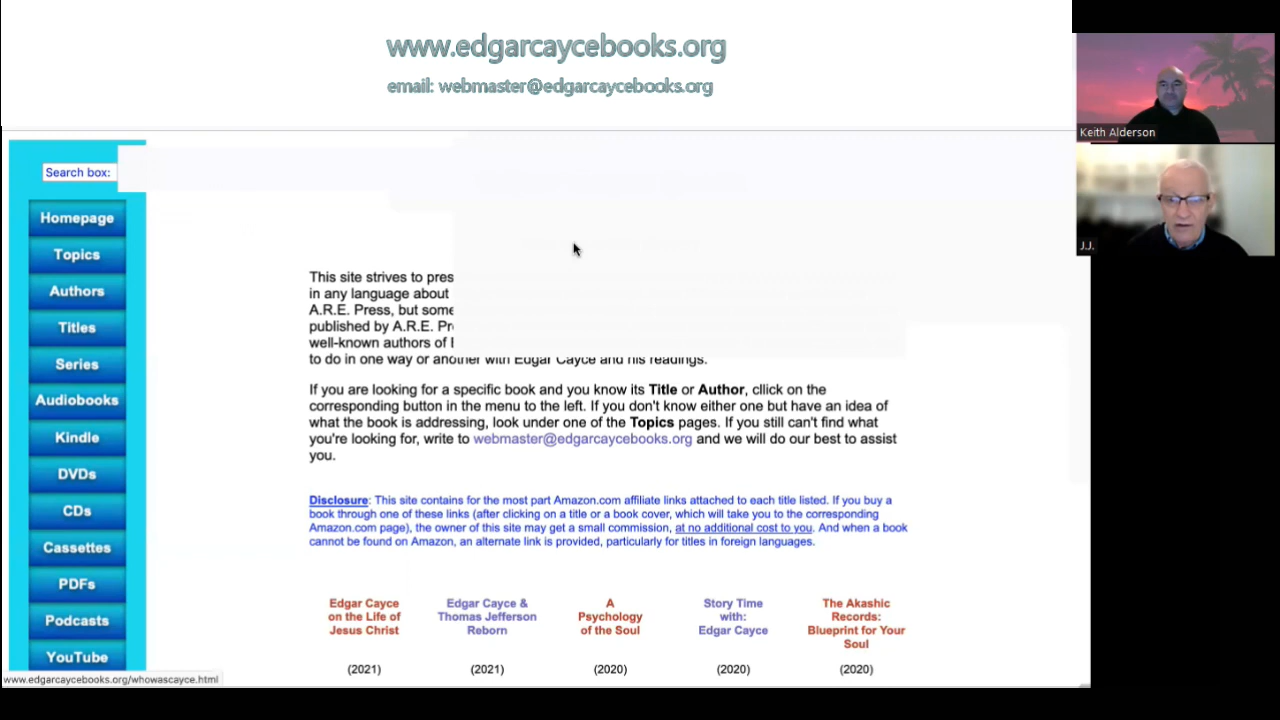 www.edgarcaycebooks.org
email: webmaster@edgarcaycebooks.org
Keith Alderson
J.J.
Search box:
Homepage
Topics
Authors
Titles
Series
Audiobooks
Kindle
DVDs
CDs
Cassettes
PDFs
Podcasts
YouTube
This site strives to
in any language about
A.R.E. Press, but some
published by A.R.E.
well-known authors of
to do in one way or another with Edgar Cayce and his readings.
If you are looking for a specific book and you know its Title or Author, cllick on the
corresponding button in the menu to the left. If you don't know either one but have an idea of
what the book is addressing, look under one of the Topics pages. If you still can't find what
you're looking for, write to webmaster@edgarcaycebooks.org and we will do our best to assist
you.
Disclosure: This site contains for the most part Amazon.com affiliate links attached to each title listed. If you buy a
book through one of these links (after clicking on a title or a book cover, which will take you to the corresponding
Amazon.com page), the owner of this site may get a small commission, at no additional cost to you. And when a book
cannot be found on Amazon, an alternate link is provided, particularly for titles in foreign languages.
Edgar Cayce
on the Life of
Jesus Christ
(2021)
Edgar Cayce &
Thomas Jefferson
Reborn
(2021)
A
Psychology
of the Soul
(2020)
Story Time
with:
Edgar Cayce
(2020)
The Akashic
Records:
Blueprint for Your
Soul
(2020)
www.edgarcaycebooks.org/whowascayce.html